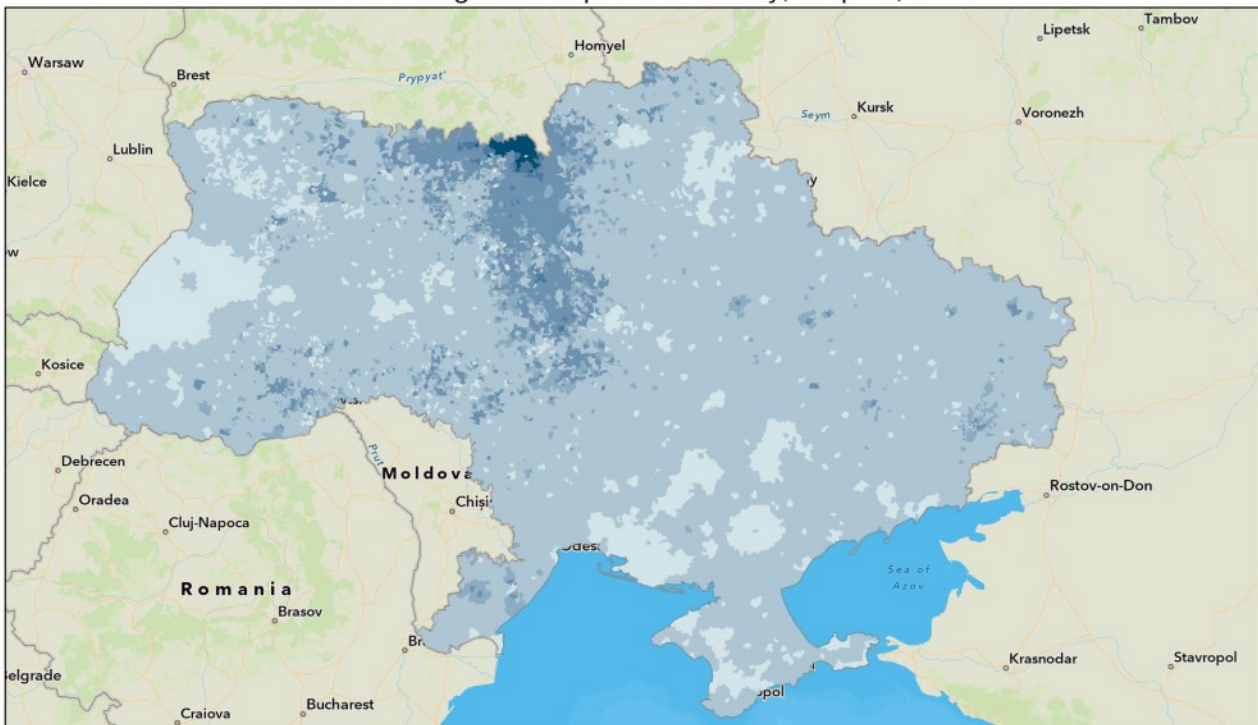 Tambov
Lipetsk
Homyel
Warsaw
Brest
Prypyat'
Kursk
Seym
Voronezh
Lublin
Kielce
Kosice
Debrecen
Prut
Moldova
Rostov-on-Don
Oradea
Cluj-Napoca
Sea of
Azov
Romania
Brasov
Krasnodar
Stavropol
Belgrade
Bucharest
Craiova